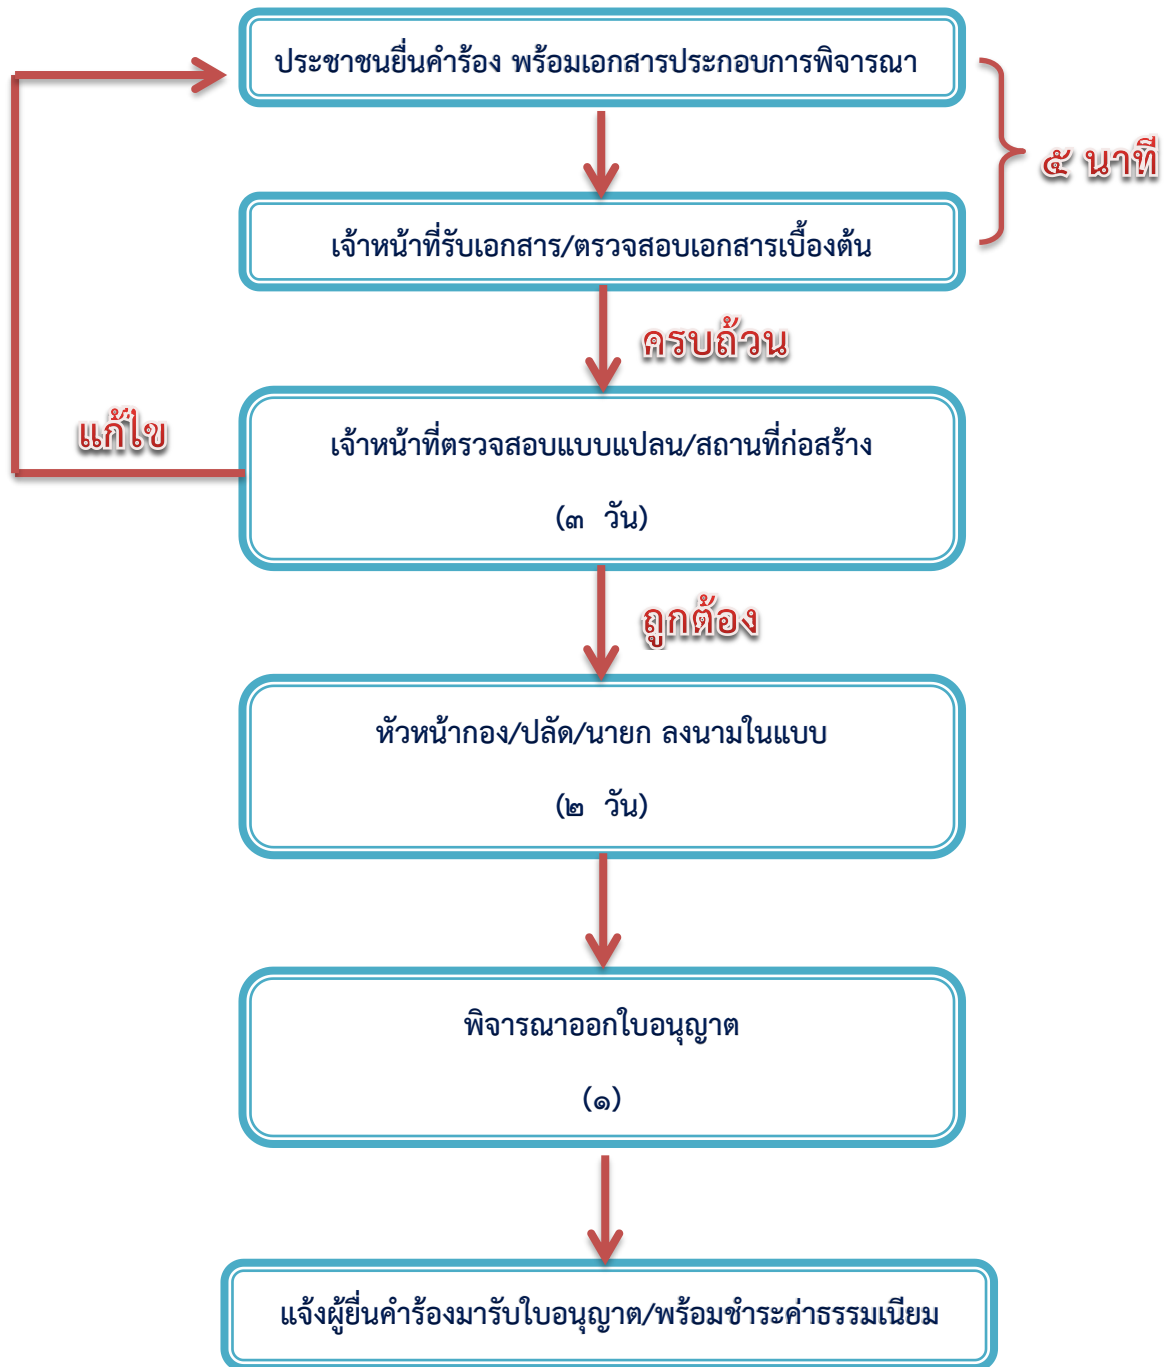 ประชาชนยื่นคำร้อง พร้อมเอกสารประกอบการพิจารณา
๕ นาที
เจ้าหน้าที่รับเอกสาร/ตรวจสอบเอกสารเบื้องต้น
ครบถ้วน
แก้ไข
เจ้าหน้าที่ตรวจสอบแบบแปลน/สถานที่ก่อสร้าง
(๓ วัน)
ถูกต้อง
หัวหน้ากอง/ปลัด/นายก ลงนามในแบบ
(๒ วัน)
พิจารณาออกใบอนุญาต
(๑)
แจ้งผู้ยื่นคำร้องมารับใบอนุญาต/พร้อมชำระค่าธรรมเนียม